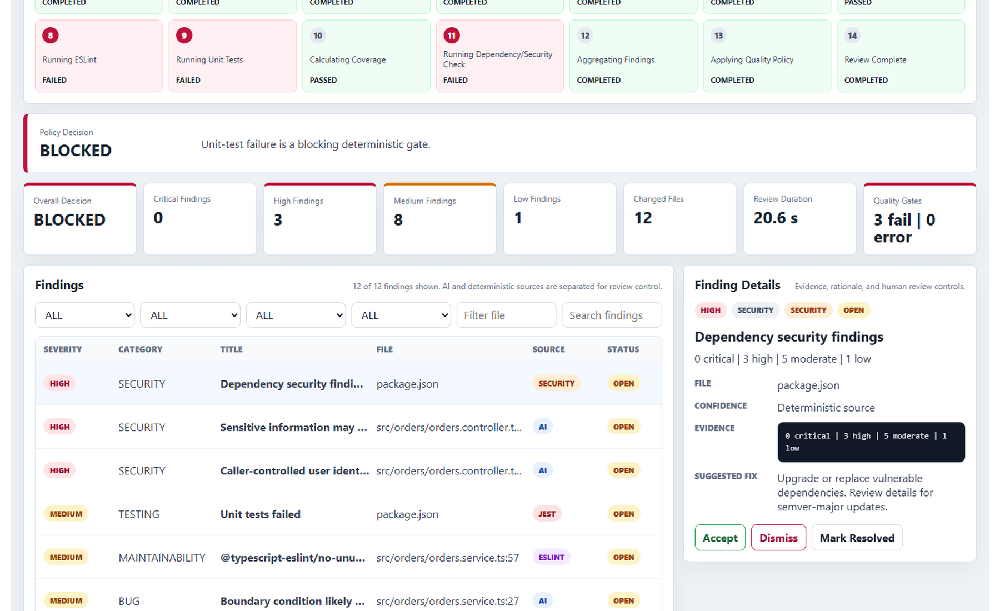 COMPLETED COMPLETED COMPLETED COMPLETED COMPLETED COMPLETED PASSED
8 9 10 11 12 13 14
Running ESLint
Running Unit Tests
Calculating Coverage
Running Dependency/Security
Check
Aggregating Findings
Applying Quality Policy
Review Complete
FAILED FAILED PASSED FAILED COMPLETED COMPLETED COMPLETED
Policy Decision
BLOCKED
Unit-test failure is a blocking deterministic gate.
Overall Decision
BLOCKED
Critical Findings
0
High Findings
3
Medium Findings
8
Low Findings
1
Changed Files
12
Review Duration
20.6 s
Quality Gates
3 fail | 0
error
Findings
12 of 12 findings shown. AI and deterministic sources are separated for review control.
ALL ALL ALL ALL Filter file Search findings
SEVERITY CATEGORY TITLE FILE SOURCE STATUS
HIGH SECURITY Dependency security findi... package.json SECURITY OPEN
HIGH SECURITY Sensitive information may ... src/orders/orders.controller.t... AI OPEN
HIGH SECURITY Caller-controlled user ident... src/orders/orders.controller.t... AI OPEN
MEDIUM TESTING Unit tests failed package.json JEST OPEN
MEDIUM MAINTAINABILITY @typescript-eslint/no-unu... src/orders/orders.service.ts:57 ESLINT OPEN
MEDIUM BUG Boundary condition likely ... src/orders/orders.service.ts:27 AI OPEN
Finding Details
Evidence, rationale, and human review controls.
HIGH SECURITY SECURITY OPEN
Dependency security findings
0 critical | 3 high | 5 moderate | 1 low
FILE package.json
CONFIDENCE Deterministic source
EVIDENCE 0 critical | 3 high | 5 moderate | 1
low
SUGGESTED FIX Upgrade or replace vulnerable
dependencies. Review details for
semver-major updates.
Accept Dismiss Mark Resolved